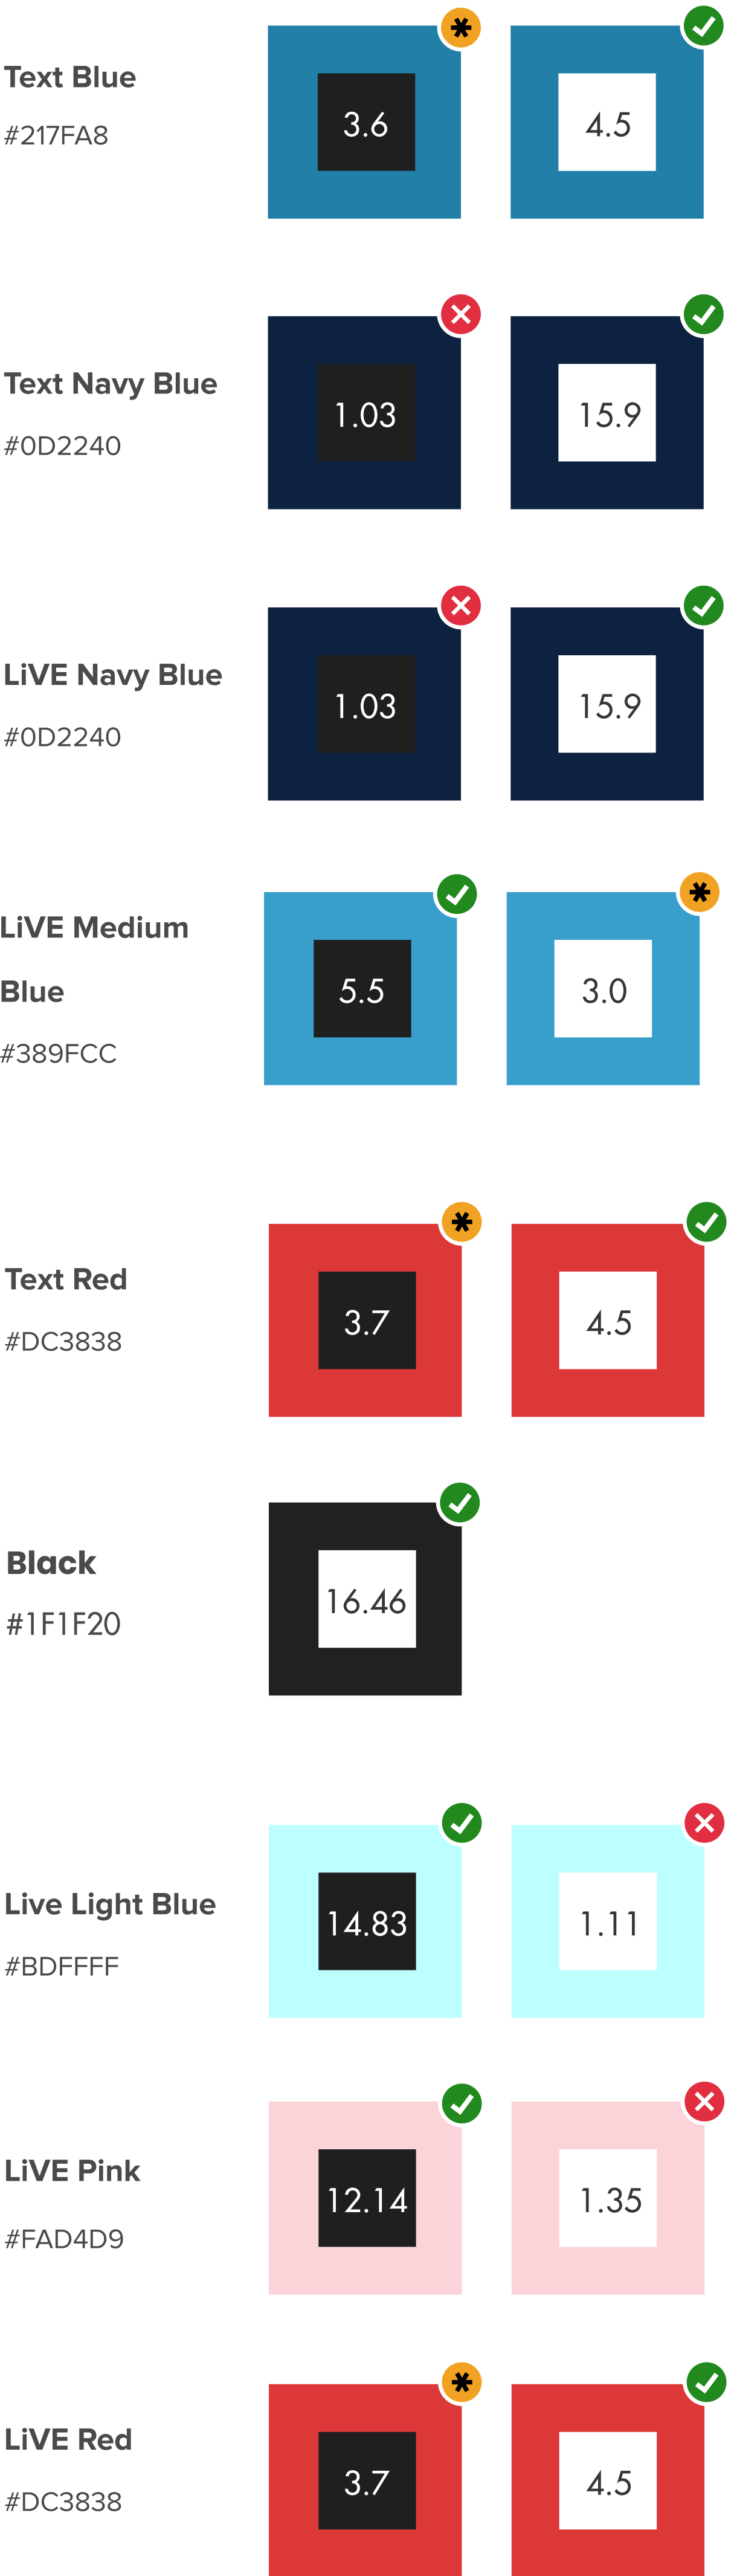 Text Blue
#217FA8
3.6
4.5
Text Navy Blue
#0D2240
1.03
15.9
LiVE Navy Blue
#0D2240
1.03
15.9
LiVE Medium
Blue
#389FCC
5.5
3.0
Text Red
#DC3838
3.7
4.5
Black
#1F1F20
16.46
Live Light Blue
#BDFFFF
14.83
1.11
LiVE Pink
#FAD4D9
12.14
1.35
LiVE Red
#DC3838
3.7
4.5